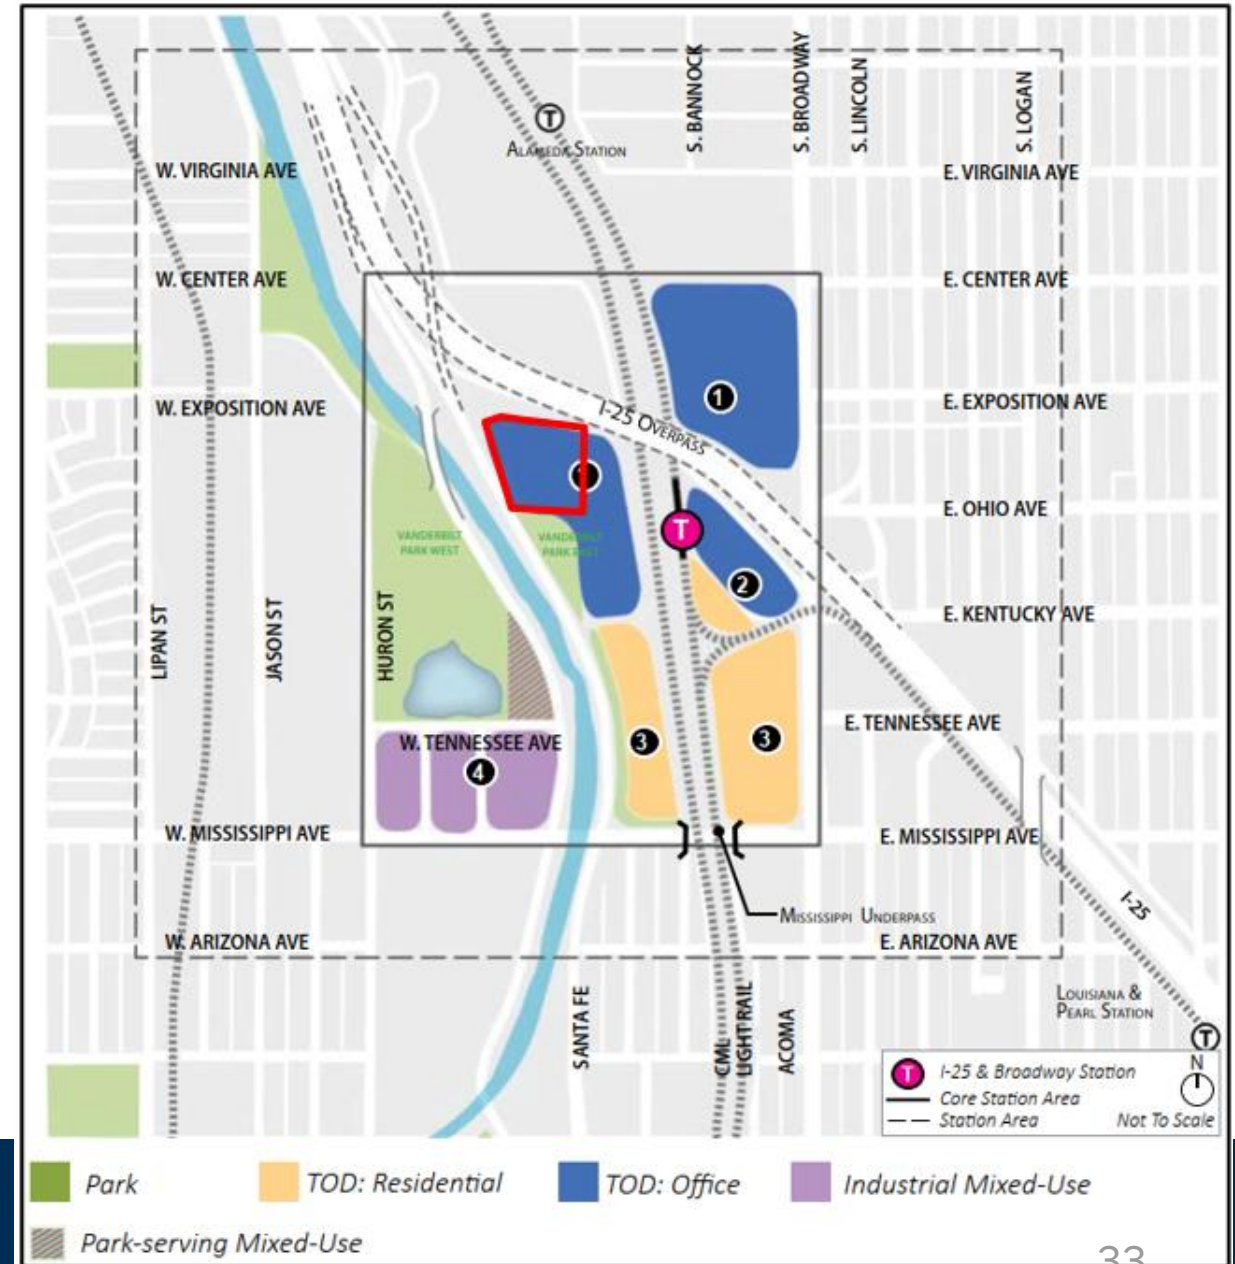 S. BANNOCK
S. BROADWAY
S. LINCOLN
S. LOGAN
T
ALAMEDA STATION
W. VIRGINIA AVE
E. VIRGINIA AVE
W. CENTER AVE
E. CENTER AVE
1
W. EXPOSITION AVE
E. EXPOSITION AVE
I-25 OVERPASS
E. OHIO AVE
T
VANDERBILT
PARK WEST
VANDERBILT
PARK EAST
2
E. KENTUCKY AVE
LIPAN ST
JASON ST
HURON ST
E. TENNESSEE AVE
W. TENNESSEE AVE
3
3
4
W. MISSISSIPPI AVE
E. MISSISSIPPI AVE
I-25
MISSISSIPPI UNDERPASS
W. ARIZONA AVE
E. ARIZONA AVE
SANTA FE
CML
LIGHT RAIL
ACOMA
LOUISIANA &
PEARL STATION
T
T I-25 & Broadway Station
N
Core Station Area
Station Area
Not To Scale
Park
TOD: Residential
TOD: Office
Industrial Mixed-Use
Park-serving Mixed-Use
33